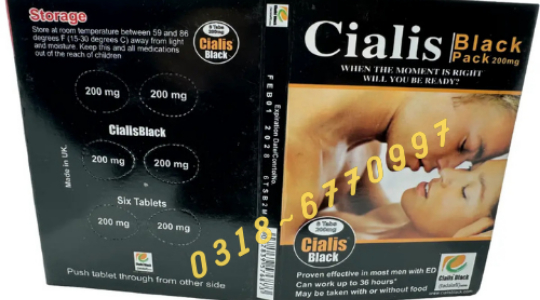 Storage
Store at room temperature between 59 and 86
degrees F (15-30 degrees C) away from light
and moisture. Keep this and all medications
out of the reach of children
Cialis
Black
200 mg
200 mg
CialisBlack
200 mg
200 mg
Made in UK.
Six Tablets
200 mg
200 mg
Push tablet through from other side
FEB01 2028
Cialis
Black
Pack 200mg
WHEN THE MOMENT IS RIGHT
WILL YOU BE READY?
0318~6770997
Cialis
Black
Proven effective in most men with ED
Can work up to 36 hours*
May be taken with or without food
Cialis Black